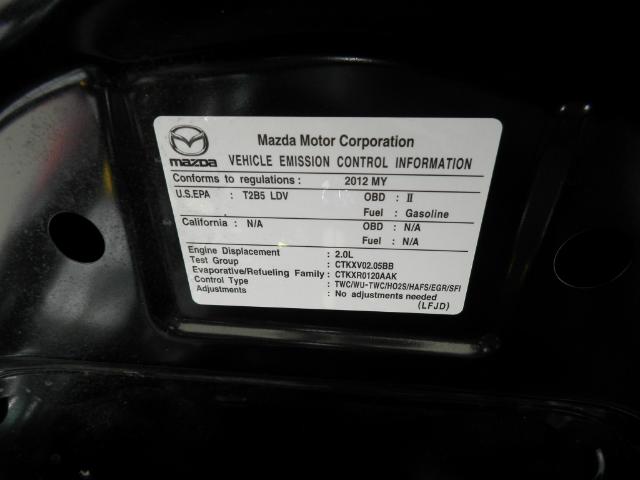 Mazda Motor Corporation
mazda VEHICLE EMISSION CONTROL INFORMATION
Conforms to regulations : 2012 MY
U.S.EPA : T2B5 LDV OBD : II
Fuel : Gasoline
California : N/A OBD : N/A
Fuel : N/A
Engine Displacement : 2.0L
Test Group : CTKXV02.05BB
Evaporative/Refueling Family : CTKXR0120AAK
Control Type : TWC/WU-TWC/HO2S/HAFS/EGR/SFI
Adjustments : No adjustments needed
(LFJD)